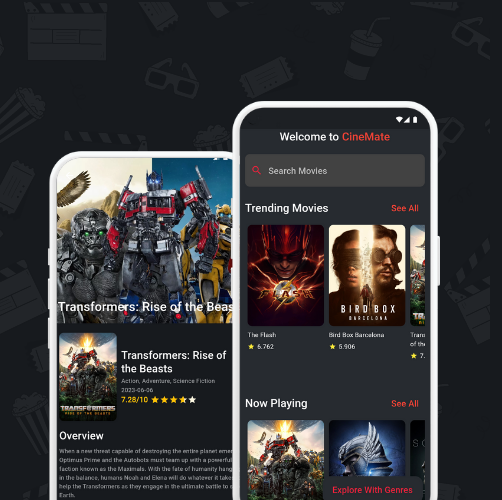 Transformers: Rise of the Beas
Transformers: Rise of
the Beasts
Action, Adventure, Science Fiction
2023-06-06
7.28/10
TRANSFORMERS
RISE OF THE BEASTS
Overview
When a new threat capable of destroying the entire planet emer
Optimus Prime and the Autobots must team up with a powerful
faction known as the Maximals. With the fate of humanity hang
in the balance, humans Noah and Elena will do whatever it takes
help the Transformers as they engage in the ultimate battle to s
Earth.
Welcome to CineMate
Search Movies
Trending Movies
See All
FLASH
BIRD BOX
BARCELONA
The Flash
Bird Box Barcelona
Trans
of the
6.762
5.906
7.
Now Playing
See All
Explore With Genres